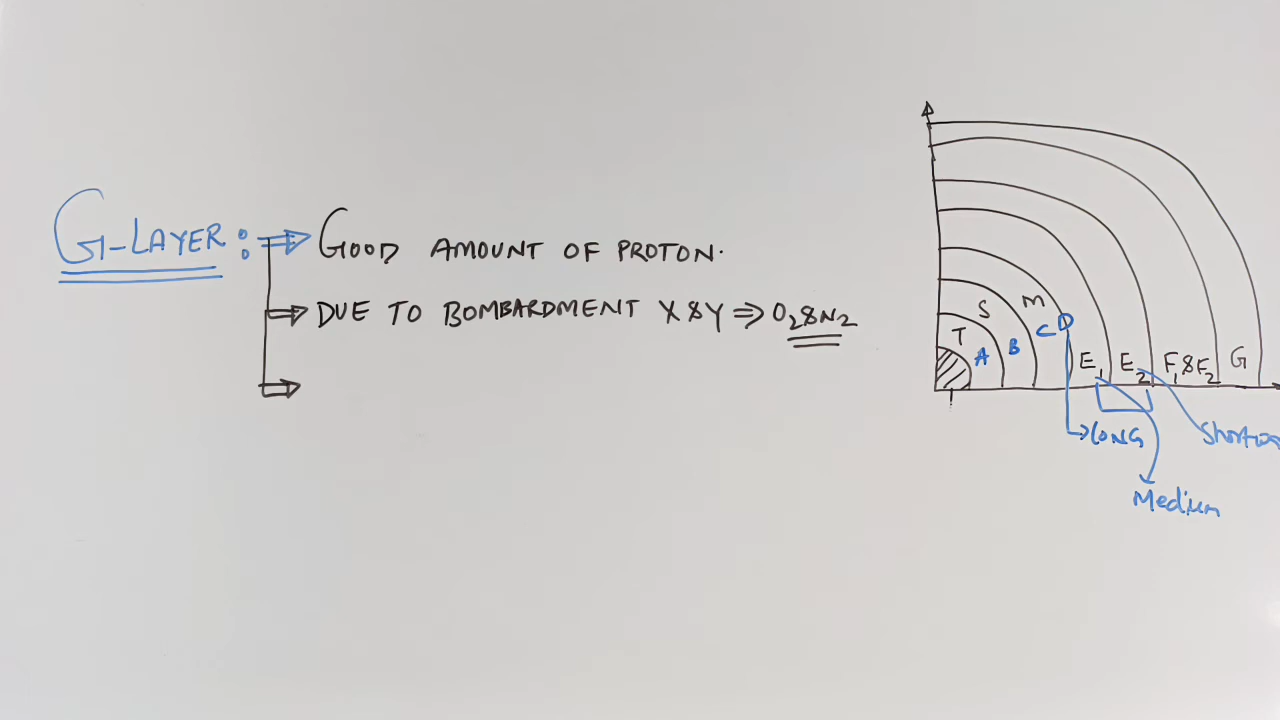 G-LAYER : ⇒ GOOD AMOUNT OF PROTON.
⇒ DUE TO BOMBARDMENT X & Y ⇒ O₂ & N₂
⇒
S M
T A B C D
E₁ E₂ F₁ & F₂ G
→ LONG
Medium